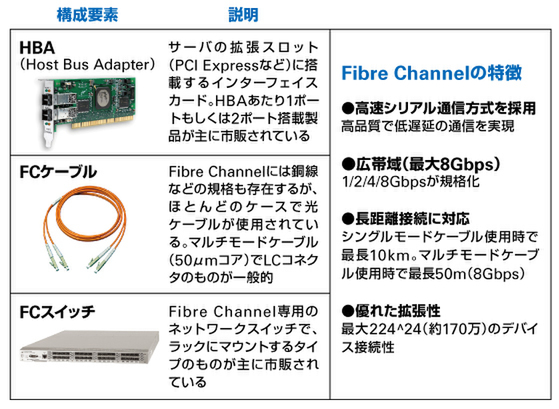 構成要素
説明
HBA
(Host Bus Adapter)
サーバの拡張スロット
(PCI Expressなど)に搭
載するインターフェイス
カード。HBAあたり1ポー
トもしくは2ポート搭載製
品が主に市販されている
FCケーブル
Fibre Channelには銅線
などの規格も存在するが、
ほとんどのケースで光
ケーブルが使用されてい
る。マルチモードケーブル
(50μmコア)でLCコネ
クタのものが一般的
FCスイッチ
Fibre Channel専用の
ネットワークスイッチで、
ラックにマウントするタイ
プのものが主に市販され
ている
Fibre Channelの特徴
●高速シリアル通信方式を採用
高品質で低遅延の通信を実現
●広帯域(最大8Gbps)
1/2/4/8Gbpsが規格化
●長距離接続に対応
シングルモードケーブル使用時で
最長10km。マルチモードケーブ
ル使用時で最長50m(8Gbps)
●優れた拡張性
最大224^24(約170万)のデバイ
ス接続性